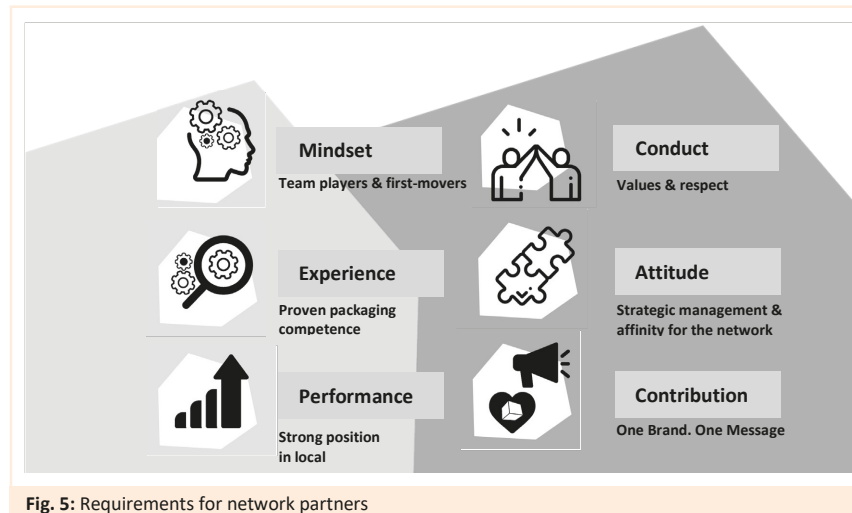 Mindset
Team players & first-movers
Conduct
Values & respect
Experience
Proven packaging
competence
Attitude
Strategic management &
affinity for the network
Performance
Strong position
in local
Contribution
One Brand. One Message
Fig. 5: Requirements for network partners